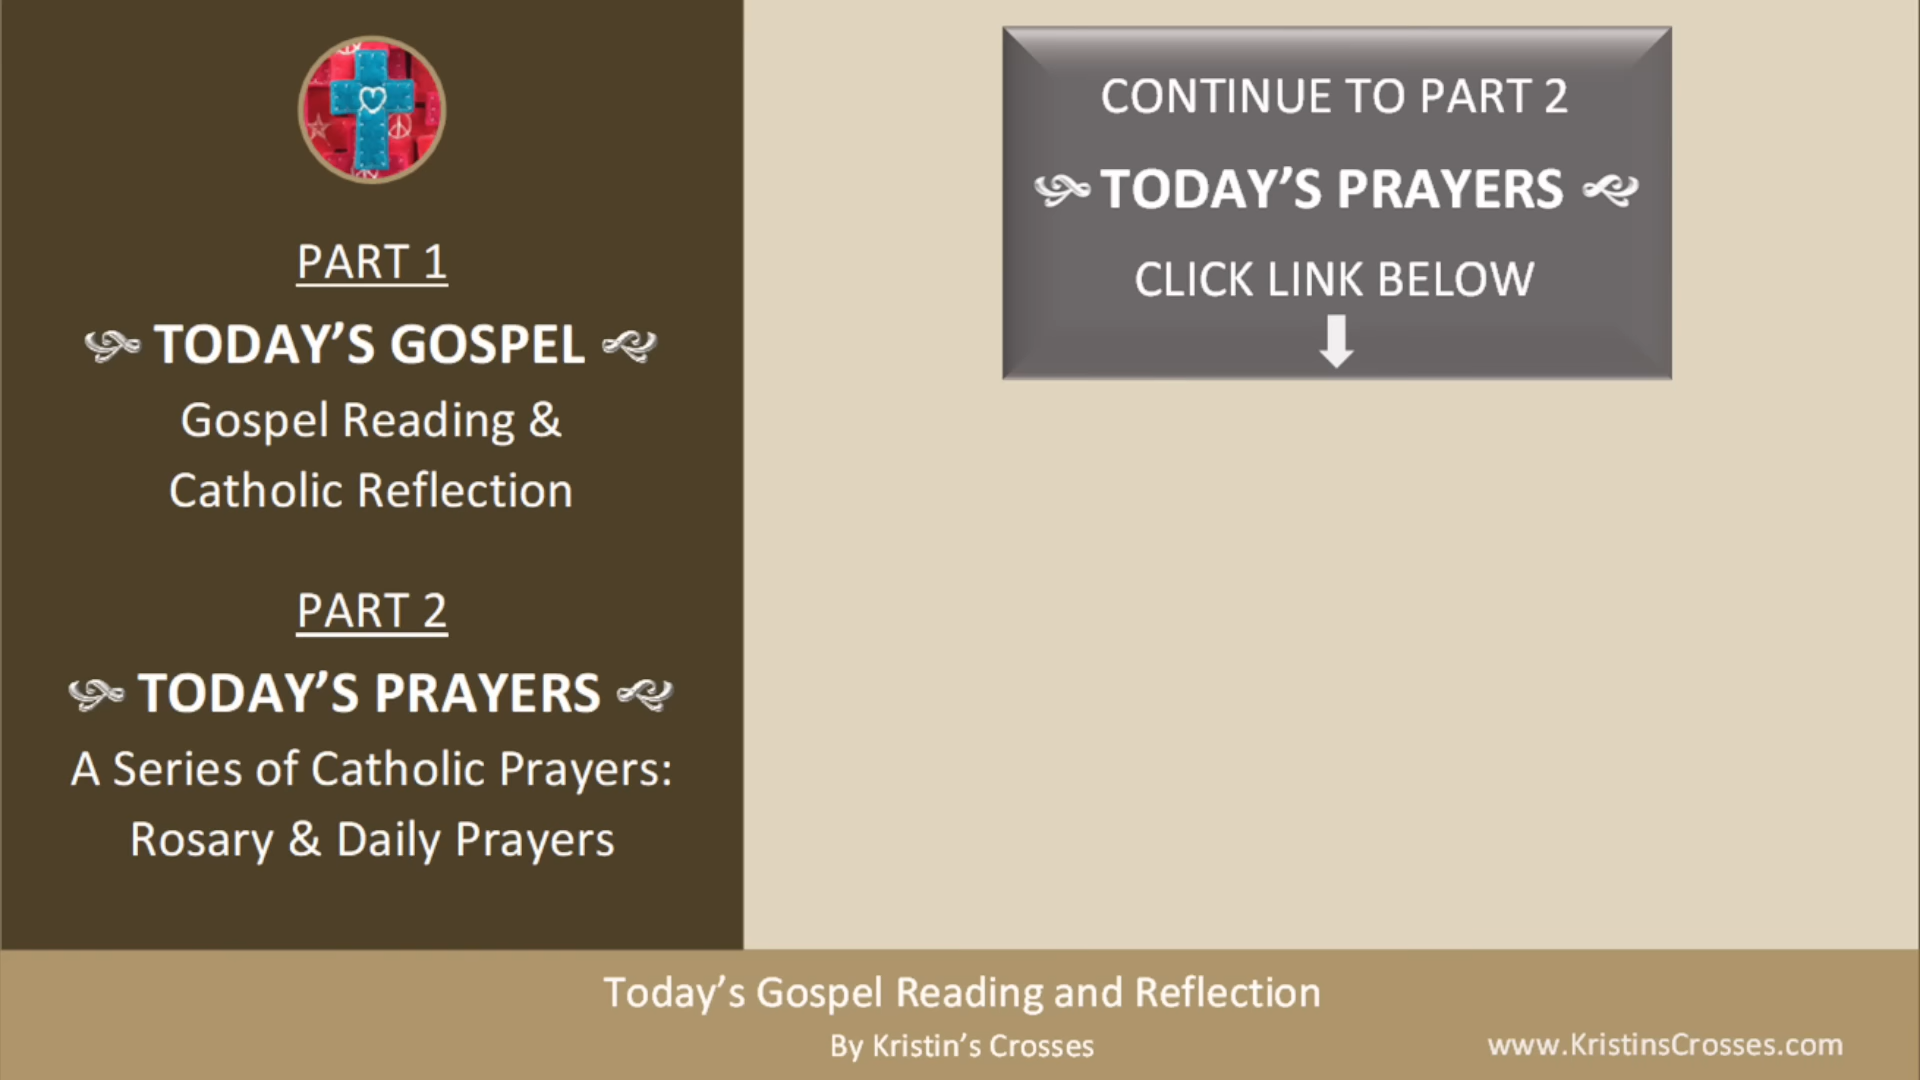 PART 1
TODAY’S GOSPEL
Gospel Reading &
Catholic Reflection
PART 2
TODAY’S PRAYERS
A Series of Catholic Prayers:
Rosary & Daily Prayers
CONTINUE TO PART 2
TODAY’S PRAYERS
CLICK LINK BELOW
Today’s Gospel Reading and Reflection
By Kristin’s Crosses
www.KristinsCrosses.com